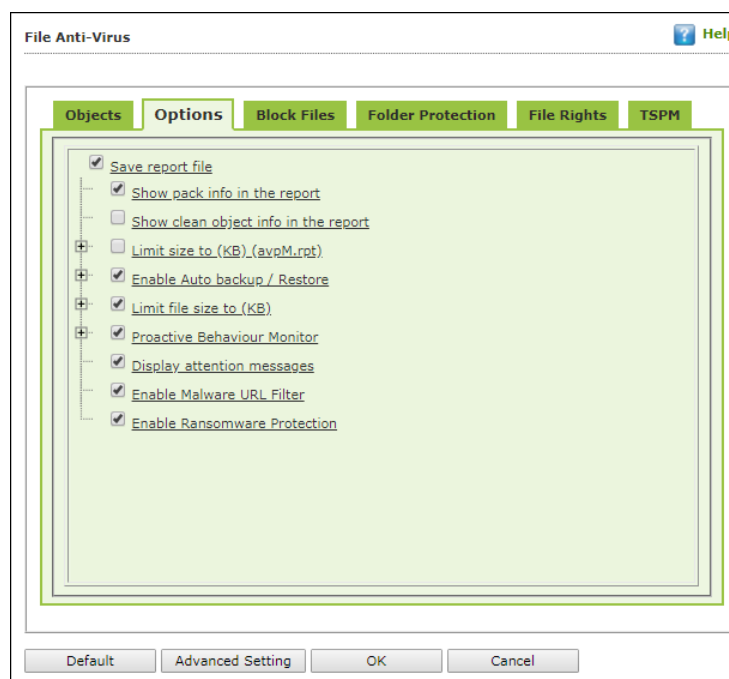 File Anti-Virus
? Help
Objects Options Block Files Folder Protection File Rights TSPM
Save report file
Show pack info in the report
Show clean object info in the report
Limit size to (KB) (avpM.rpt)
Enable Auto backup / Restore
Limit file size to (KB)
Proactive Behaviour Monitor
Display attention messages
Enable Malware URL Filter
Enable Ransomware Protection
Default Advanced Setting OK Cancel